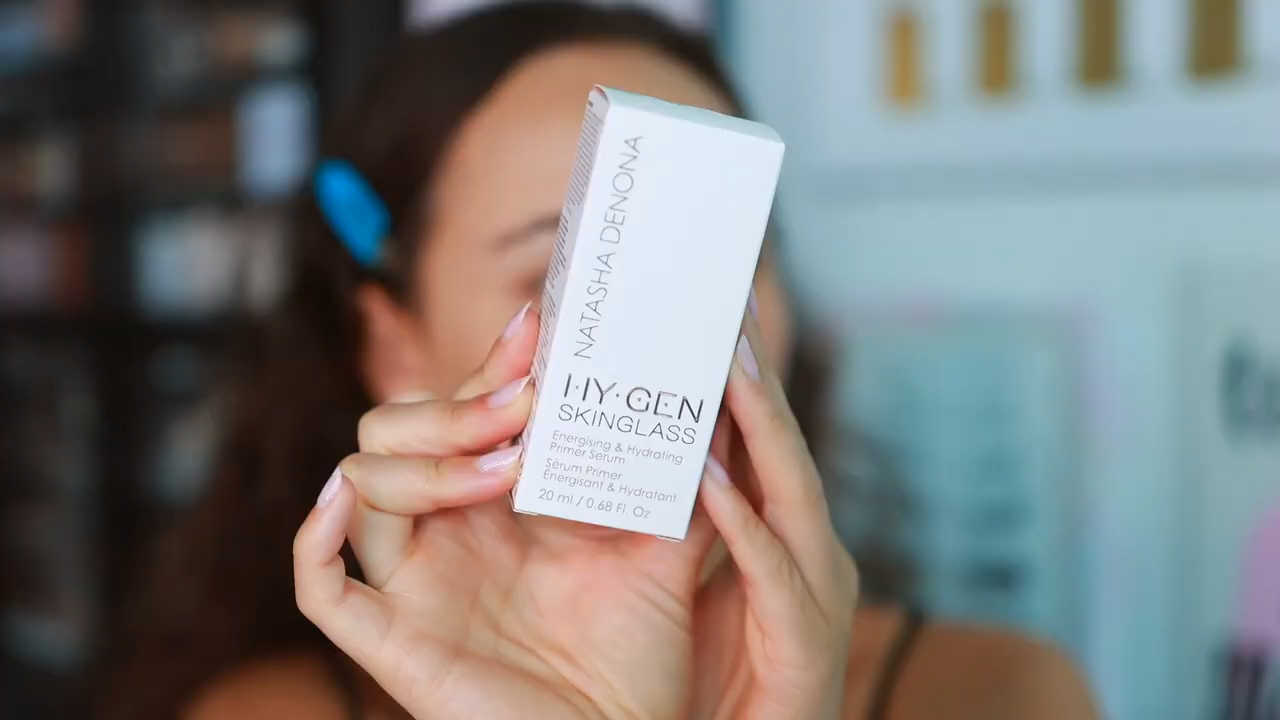 NATASHA DENONA
HY·GEN
SKINGLASS
Energising & Hydrating
Primer Serum
Sérum Primer
Énergisant & Hydratant
20 ml / 0.68 Fl. Oz